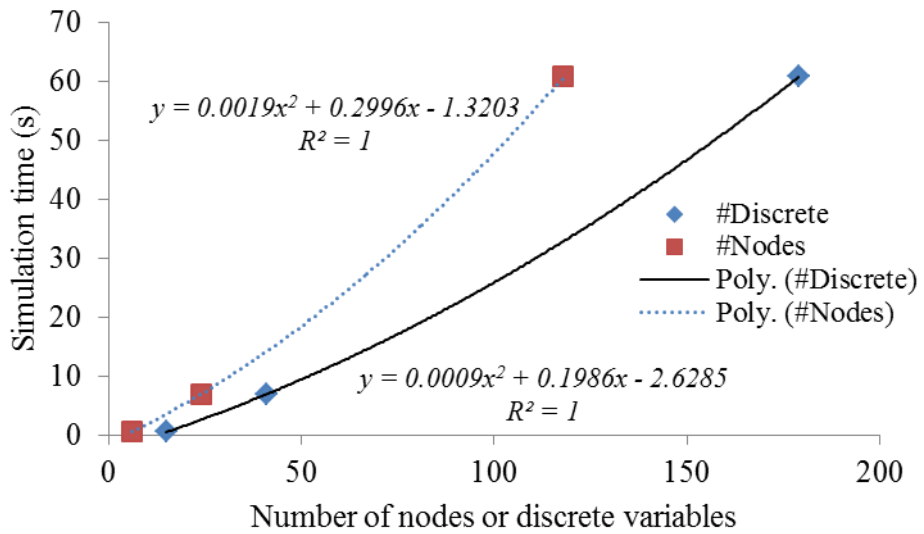 70
60
50
40
30
20
10
0
Simulation time (s)
y = 0.0019x² + 0.2996x - 1.3203
R² = 1
#Discrete
#Nodes
Poly. (#Discrete)
Poly. (#Nodes)
y = 0.0009x² + 0.1986x - 2.6285
R² = 1
0 50 100 150 200
Number of nodes or discrete variables